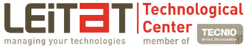 LEITAT
Technological
Center
managing your technologies
member of
TECNIO